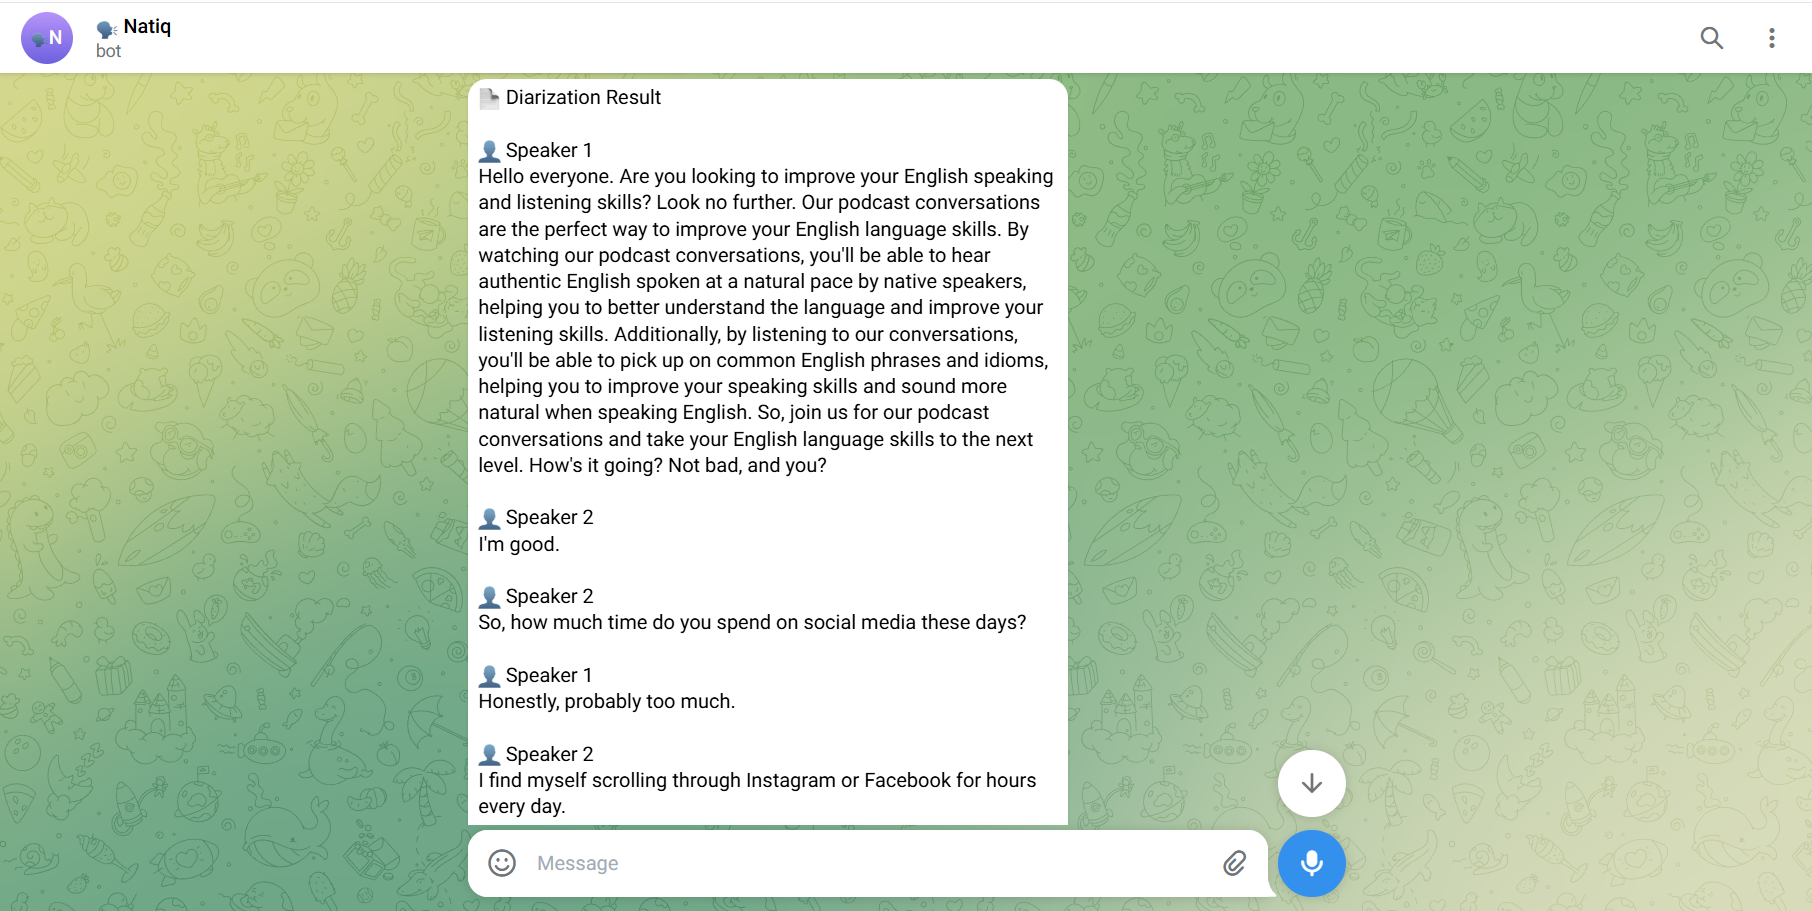 N
Natiq
bot
Diarization Result
Speaker 1
Hello everyone. Are you looking to improve your English speaking
and listening skills? Look no further. Our podcast conversations
are the perfect way to improve your English language skills. By
watching our podcast conversations, you'll be able to hear
authentic English spoken at a natural pace by native speakers,
helping you to better understand the language and improve your
listening skills. Additionally, by listening to our conversations,
you'll be able to pick up on common English phrases and idioms,
helping you to improve your speaking skills and sound more
natural when speaking English. So, join us for our podcast
conversations and take your English language skills to the next
level. How's it going? Not bad, and you?
Speaker 2
I'm good.
Speaker 2
So, how much time do you spend on social media these days?
Speaker 1
Honestly, probably too much.
Speaker 2
I find myself scrolling through Instagram or Facebook for hours
every day.
Message